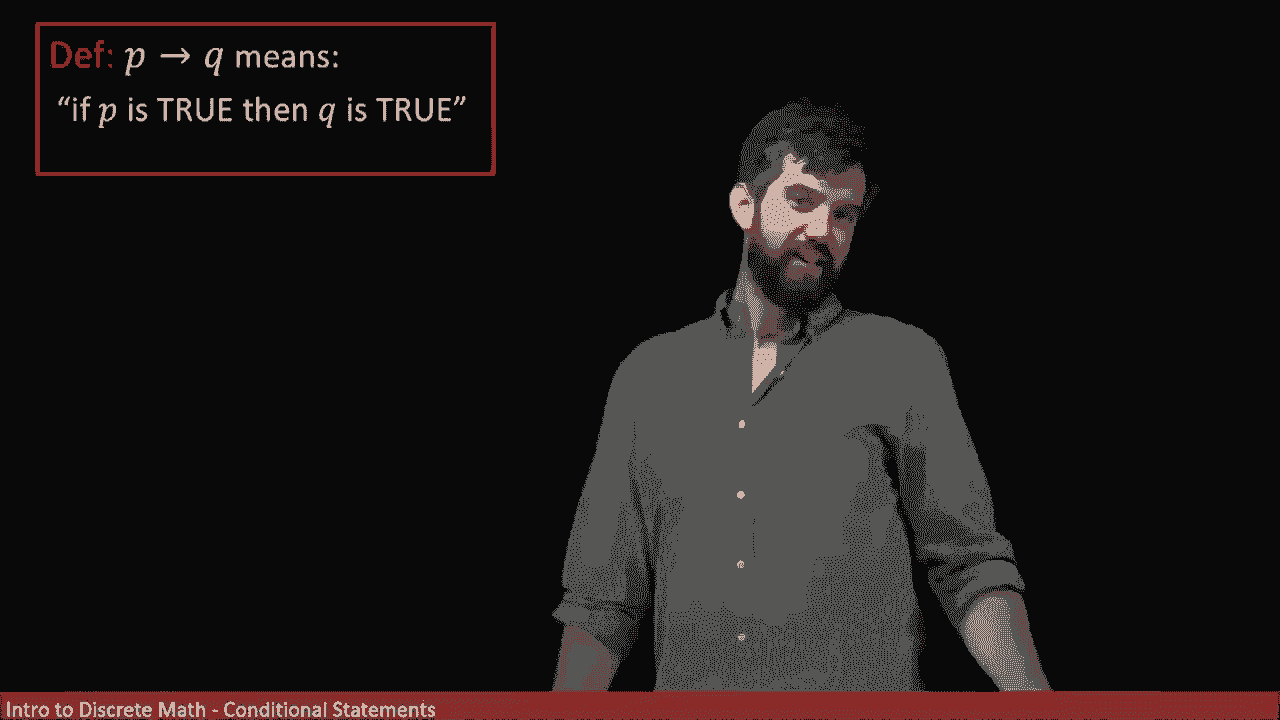 Def: p → q means:
“if p is TRUE then q is TRUE”
Intro to Discrete Math - Conditional Statements